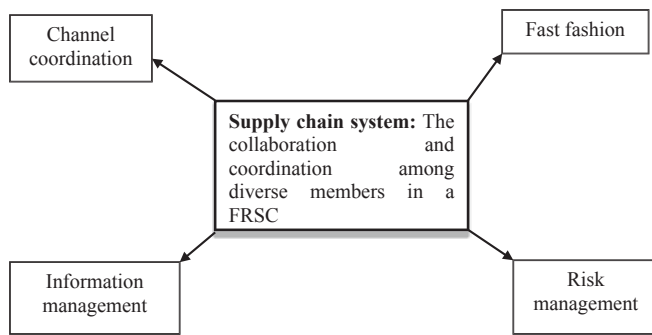 Channel
coordination
Fast fashion
Supply chain system: The
collaboration and
coordination among
diverse members in a
FRSC
Information
management
Risk
management